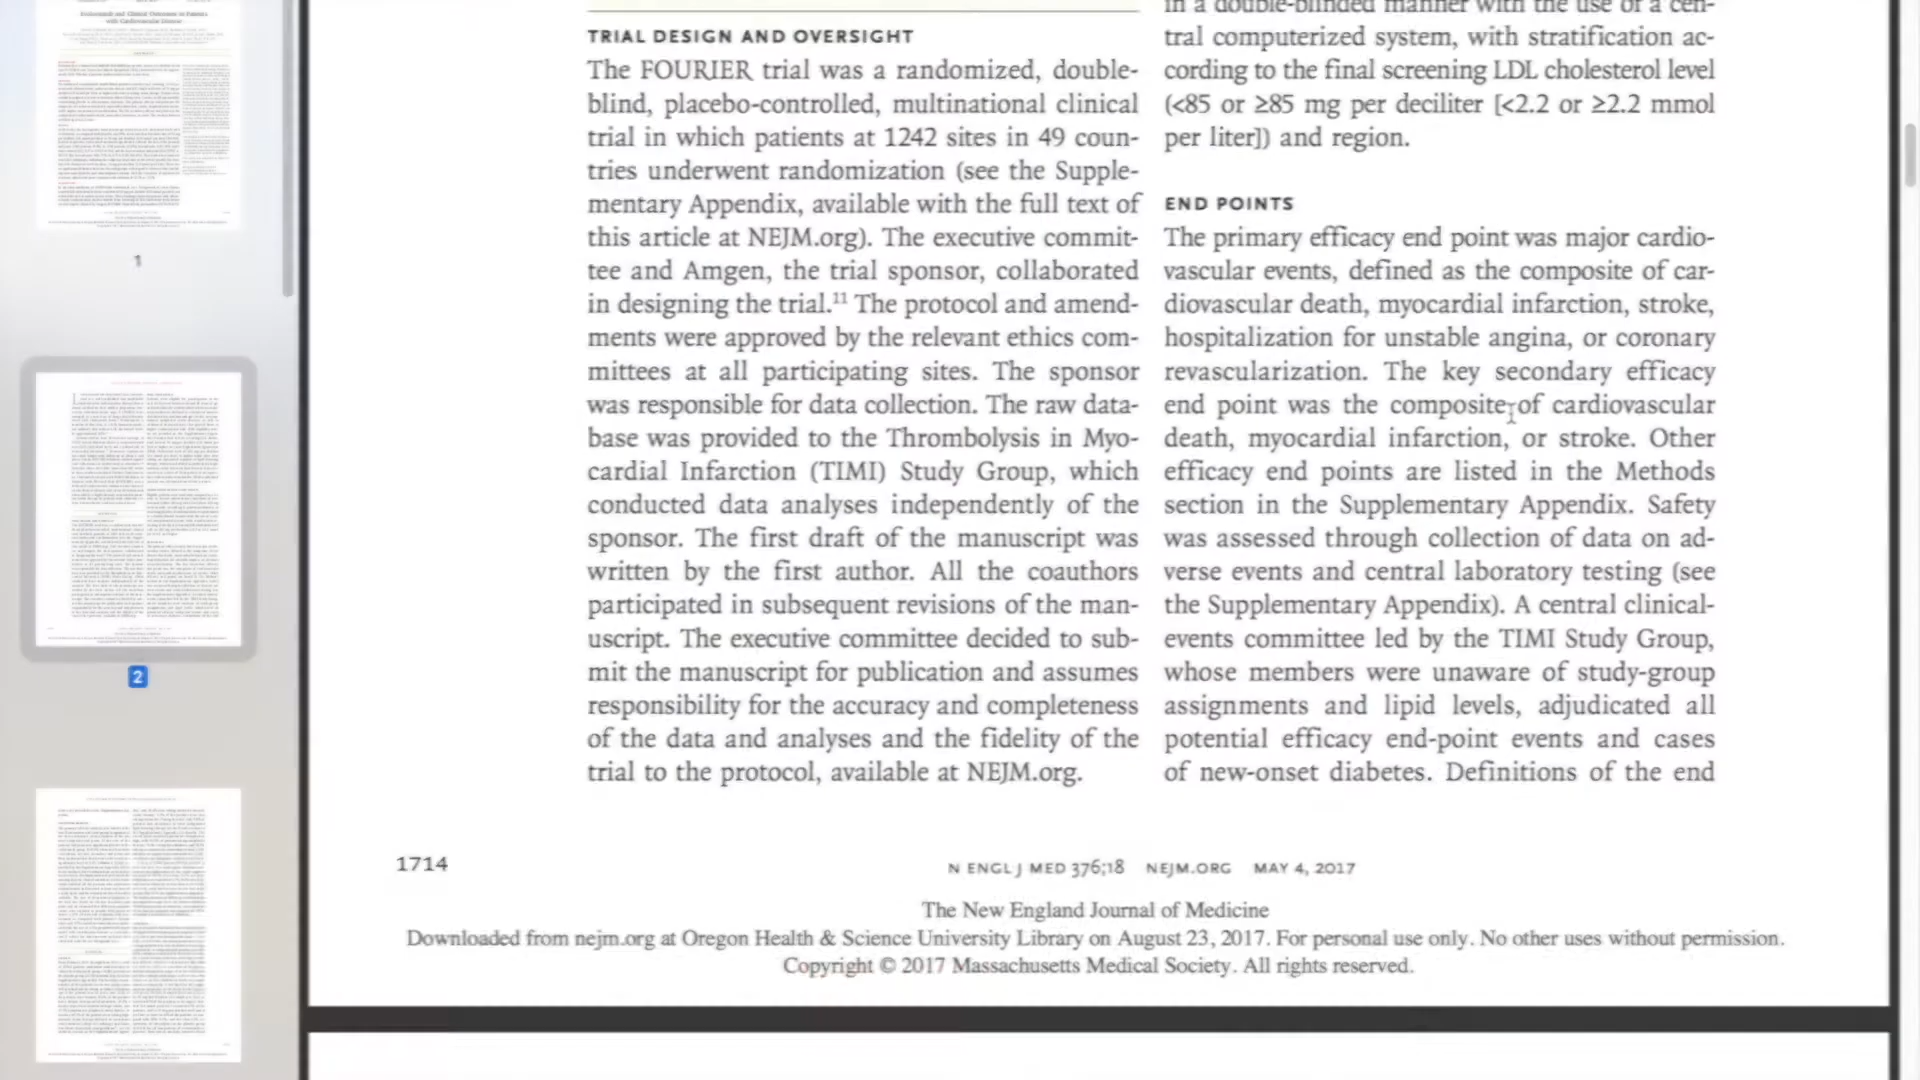 Evolocumab and Clinical Outcomes in Patients
with Cardiovascular Disease
1
2
TRIAL DESIGN AND OVERSIGHT
The FOURIER trial was a randomized, double-
blind, placebo-controlled, multinational clinical
trial in which patients at 1242 sites in 49 coun-
tries underwent randomization (see the Supple-
mentary Appendix, available with the full text of
this article at NEJM.org). The executive commit-
tee and Amgen, the trial sponsor, collaborated
in designing the trial.11 The protocol and amend-
ments were approved by the relevant ethics com-
mittees at all participating sites. The sponsor
was responsible for data collection. The raw data-
base was provided to the Thrombolysis in Myo-
cardial Infarction (TIMI) Study Group, which
conducted data analyses independently of the
sponsor. The first draft of the manuscript was
written by the first author. All the coauthors
participated in subsequent revisions of the man-
uscript. The executive committee decided to sub-
mit the manuscript for publication and assumes
responsibility for the accuracy and completeness
of the data and analyses and the fidelity of the
trial to the protocol, available at NEJM.org.
in a double-blinded manner with the use of a cen-
tral computerized system, with stratification ac-
cording to the final screening LDL cholesterol level
(<85 or ≥85 mg per deciliter [<2.2 or ≥2.2 mmol
per liter]) and region.
END POINTS
The primary efficacy end point was major cardio-
vascular events, defined as the composite of car-
diovascular death, myocardial infarction, stroke,
hospitalization for unstable angina, or coronary
revascularization. The key secondary efficacy
end point was the composite of cardiovascular
death, myocardial infarction, or stroke. Other
efficacy end points are listed in the Methods
section in the Supplementary Appendix. Safety
was assessed through collection of data on ad-
verse events and central laboratory testing (see
the Supplementary Appendix). A central clinical-
events committee led by the TIMI Study Group,
whose members were unaware of study-group
assignments and lipid levels, adjudicated all
potential efficacy end-point events and cases
of new-onset diabetes. Definitions of the end
1714
N ENGL J MED 376;18 NEJM.ORG MAY 4, 2017
The New England Journal of Medicine
Downloaded from nejm.org at Oregon Health & Science University Library on August 23, 2017. For personal use only. No other uses without permission.
Copyright © 2017 Massachusetts Medical Society. All rights reserved.